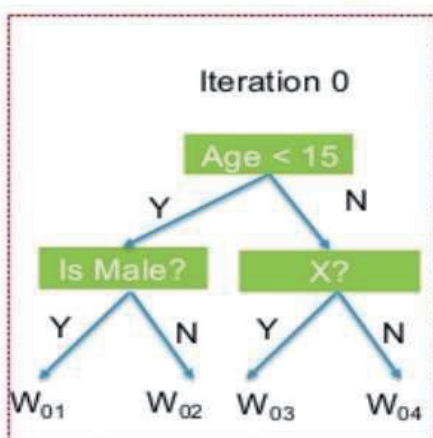 Iteration 0
Age < 15
Y N
Is Male? X?
Y N Y N
W01 W02 W03 W04